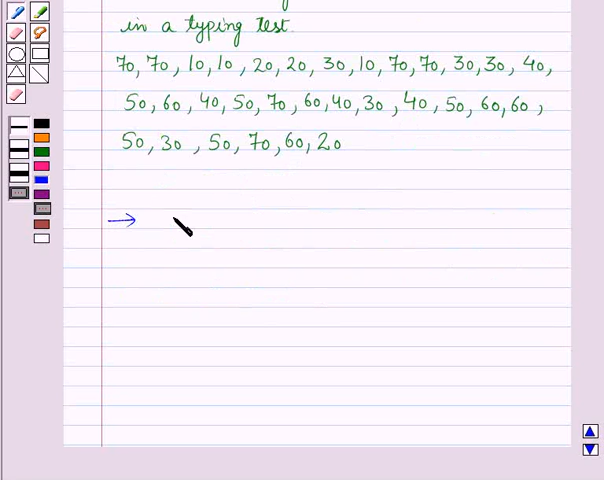 in a typing test.
70, 70, 10, 10, 20, 20, 30, 10, 70, 70, 30, 30, 40,
50, 60, 40, 50, 70, 60, 40, 30, 40, 50, 60, 60,
50, 30, 50, 70, 60, 20
→